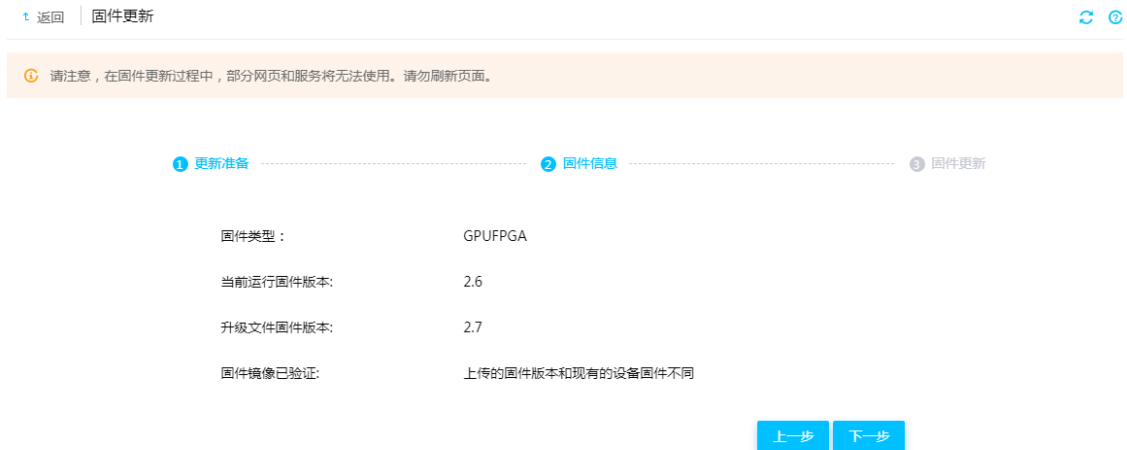 返回 固件更新
请注意，在固件更新过程中，部分网页和服务将无法使用。请勿刷新页面。
1 更新准备 2 固件信息 3 固件更新
固件类型： GPUFPGA
当前运行固件版本: 2.6
升级文件固件版本: 2.7
固件镜像已验证: 上传的固件版本和现有的设备固件不同
上一步 下一步